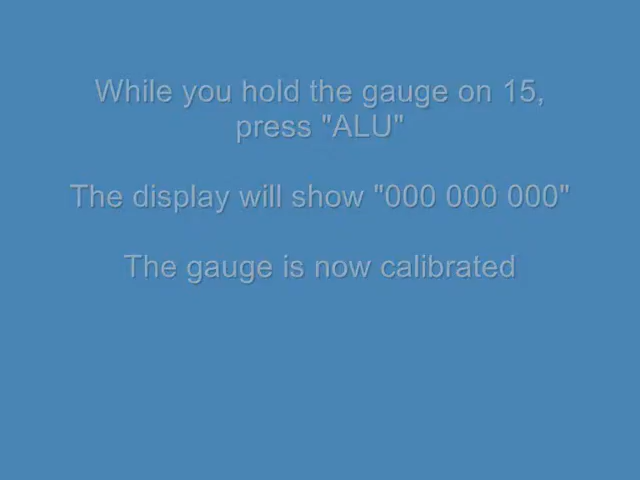 While you hold the gauge on 15,
press "ALU"
The display will show "000 000 000"
The gauge is now calibrated